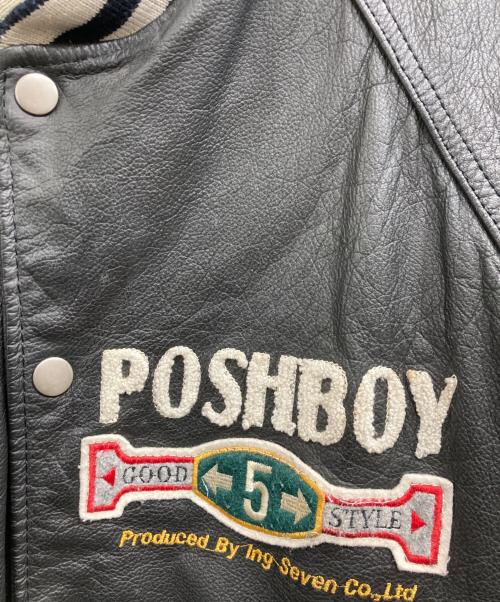 POSHBOY
GOOD 5 STYLE
Produced By Ing-Seven-Co.,Ltd